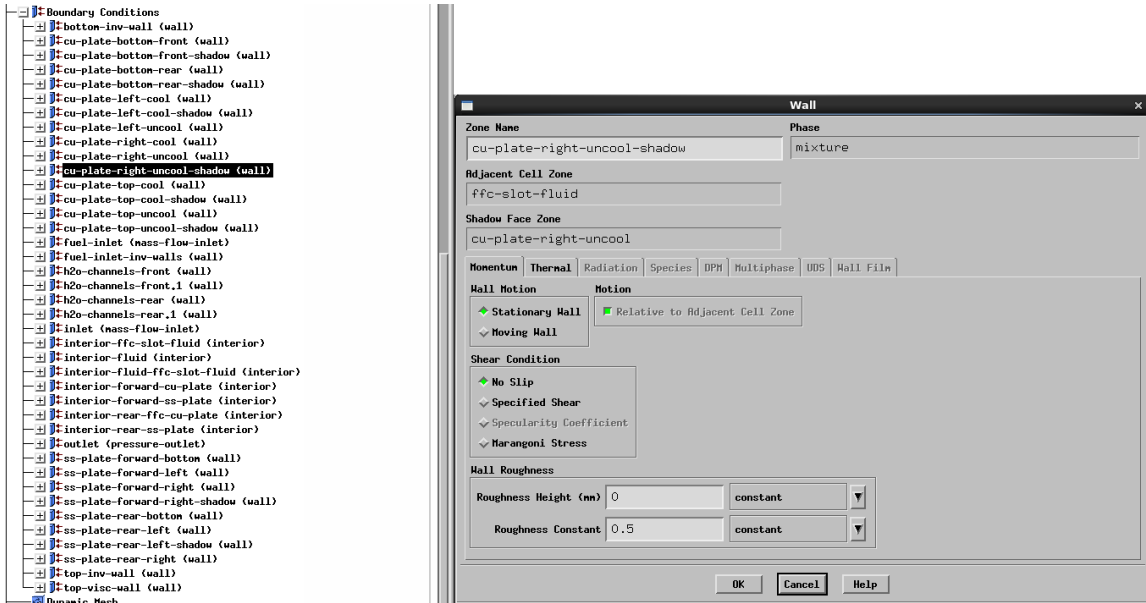 Boundary Conditions
bottom-inv-wall (wall)
cu-plate-bottom-front (wall)
cu-plate-bottom-front-shadow (wall)
cu-plate-bottom-rear (wall)
cu-plate-bottom-rear-shadow (wall)
cu-plate-left-cool (wall)
cu-plate-left-cool-shadow (wall)
cu-plate-left-uncool (wall)
cu-plate-right-cool (wall)
cu-plate-right-uncool (wall)
cu-plate-right-uncool-shadow (wall)
cu-plate-top-cool (wall)
cu-plate-top-cool-shadow (wall)
cu-plate-top-uncool (wall)
cu-plate-top-uncool-shadow (wall)
fuel-inlet (mass-flow-inlet)
fuel-inlet-inv-walls (wall)
h2o-channels-front (wall)
h2o-channels-front.1 (wall)
h2o-channels-rear (wall)
h2o-channels-rear.1 (wall)
inlet (mass-flow-inlet)
interior-ffc-slot-fluid (interior)
interior-fluid (interior)
interior-fluid-ffc-slot-fluid (interior)
interior-forward-cu-plate (interior)
interior-forward-ss-plate (interior)
interior-rear-ffc-cu-plate (interior)
interior-rear-ss-plate (interior)
outlet (pressure-outlet)
ss-plate-forward-bottom (wall)
ss-plate-forward-left (wall)
ss-plate-forward-right (wall)
ss-plate-forward-right-shadow (wall)
ss-plate-rear-bottom (wall)
ss-plate-rear-left (wall)
ss-plate-rear-left-shadow (wall)
ss-plate-rear-right (wall)
top-inv-wall (wall)
top-visc-wall (wall)
Dynamic Mesh
Wall
Zone Name Phase
cu-plate-right-uncool-shadow mixture
Adjacent Cell Zone
ffc-slot-fluid
Shadow Face Zone
cu-plate-right-uncool
Momentum Thermal Radiation Species DPM Multiphase UDS Wall Film
Wall Motion Motion
Stationary Wall Relative to Adjacent Cell Zone
Moving Wall
Shear Condition
No Slip
Specified Shear
Specularity Coefficient
Marangoni Stress
Wall Roughness
Roughness Height (mm) 0 constant
Roughness Constant 0.5 constant
OK Cancel Help